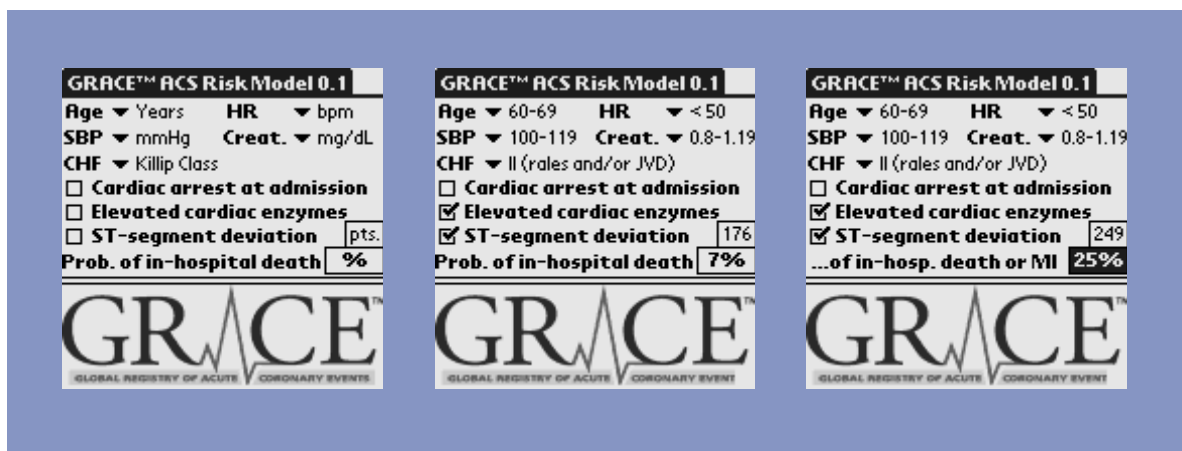 GRACE™ ACS Risk Model 0.1
Age ▼ Years HR ▼ bpm
SBP ▼ mmHg Creat. ▼ mg/dL
CHF ▼ Killip Class
☐ Cardiac arrest at admission
☐ Elevated cardiac enzymes
☐ ST-segment deviation pts.
Prob. of in-hospital death %
GRACE™
GLOBAL REGISTRY OF ACUTE CORONARY EVENTS
GRACE™ ACS Risk Model 0.1
Age ▼ 60-69 HR ▼ < 50
SBP ▼ 100-119 Creat. ▼ 0.8-1.19
CHF ▼ II (rales and/or JVD)
☐ Cardiac arrest at admission
☑ Elevated cardiac enzymes
☑ ST-segment deviation 176
Prob. of in-hospital death 7%
GRACE™
GLOBAL REGISTRY OF ACUTE CORONARY EVENT
GRACE™ ACS Risk Model 0.1
Age ▼ 60-69 HR ▼ < 50
SBP ▼ 100-119 Creat. ▼ 0.8-1.19
CHF ▼ II (rales and/or JVD)
☐ Cardiac arrest at admission
☑ Elevated cardiac enzymes
☑ ST-segment deviation 249
...of in-hosp. death or MI 25%
GRACE™
GLOBAL REGISTRY OF ACUTE CORONARY EVENT